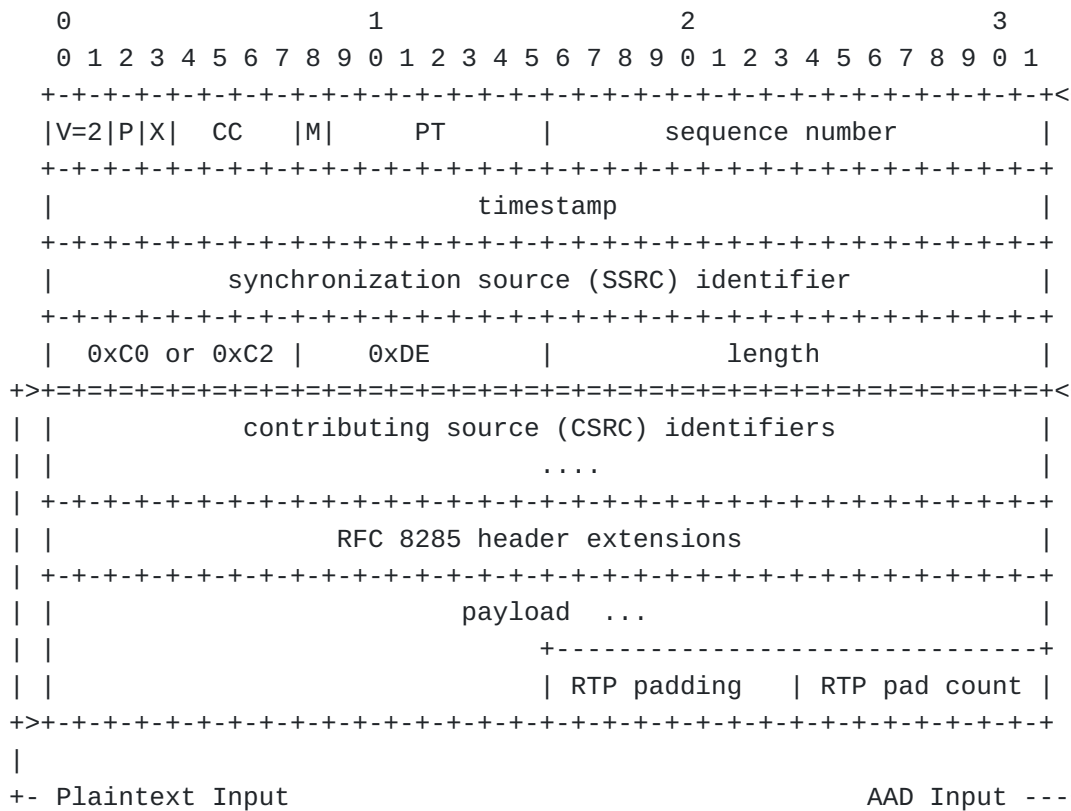 0                   1                   2                   3
    0 1 2 3 4 5 6 7 8 9 0 1 2 3 4 5 6 7 8 9 0 1 2 3 4 5 6 7 8 9 0 1
   +-+-+-+-+-+-+-+-+-+-+-+-+-+-+-+-+-+-+-+-+-+-+-+-+-+-+-+-+-+-+-+-+<
   |V=2|P|X|  CC   |M|     PT      |       sequence number         |
   +-+-+-+-+-+-+-+-+-+-+-+-+-+-+-+-+-+-+-+-+-+-+-+-+-+-+-+-+-+-+-+-+
   |                           timestamp                           |
   +-+-+-+-+-+-+-+-+-+-+-+-+-+-+-+-+-+-+-+-+-+-+-+-+-+-+-+-+-+-+-+-+
   |           synchronization source (SSRC) identifier            |
   +-+-+-+-+-+-+-+-+-+-+-+-+-+-+-+-+-+-+-+-+-+-+-+-+-+-+-+-+-+-+-+-+
   |  0xC0 or 0xC2 |    0xDE       |           length              |
 +>+=+=+=+=+=+=+=+=+=+=+=+=+=+=+=+=+=+=+=+=+=+=+=+=+=+=+=+=+=+=+=+=+<
 | |            contributing source (CSRC) identifiers             |
 | |                               ....                            |
 | +-+-+-+-+-+-+-+-+-+-+-+-+-+-+-+-+-+-+-+-+-+-+-+-+-+-+-+-+-+-+-+-+
 | |                  RFC 8285 header extensions                   |
 | +-+-+-+-+-+-+-+-+-+-+-+-+-+-+-+-+-+-+-+-+-+-+-+-+-+-+-+-+-+-+-+-+
 | |                          payload  ...                         |
 | |                               +-------------------------------+
 | |                               | RTP padding   | RTP pad count |
 +>+-+-+-+-+-+-+-+-+-+-+-+-+-+-+-+-+-+-+-+-+-+-+-+-+-+-+-+-+-+-+-+-+
 |
 +- Plaintext Input                                     AAD Input ---